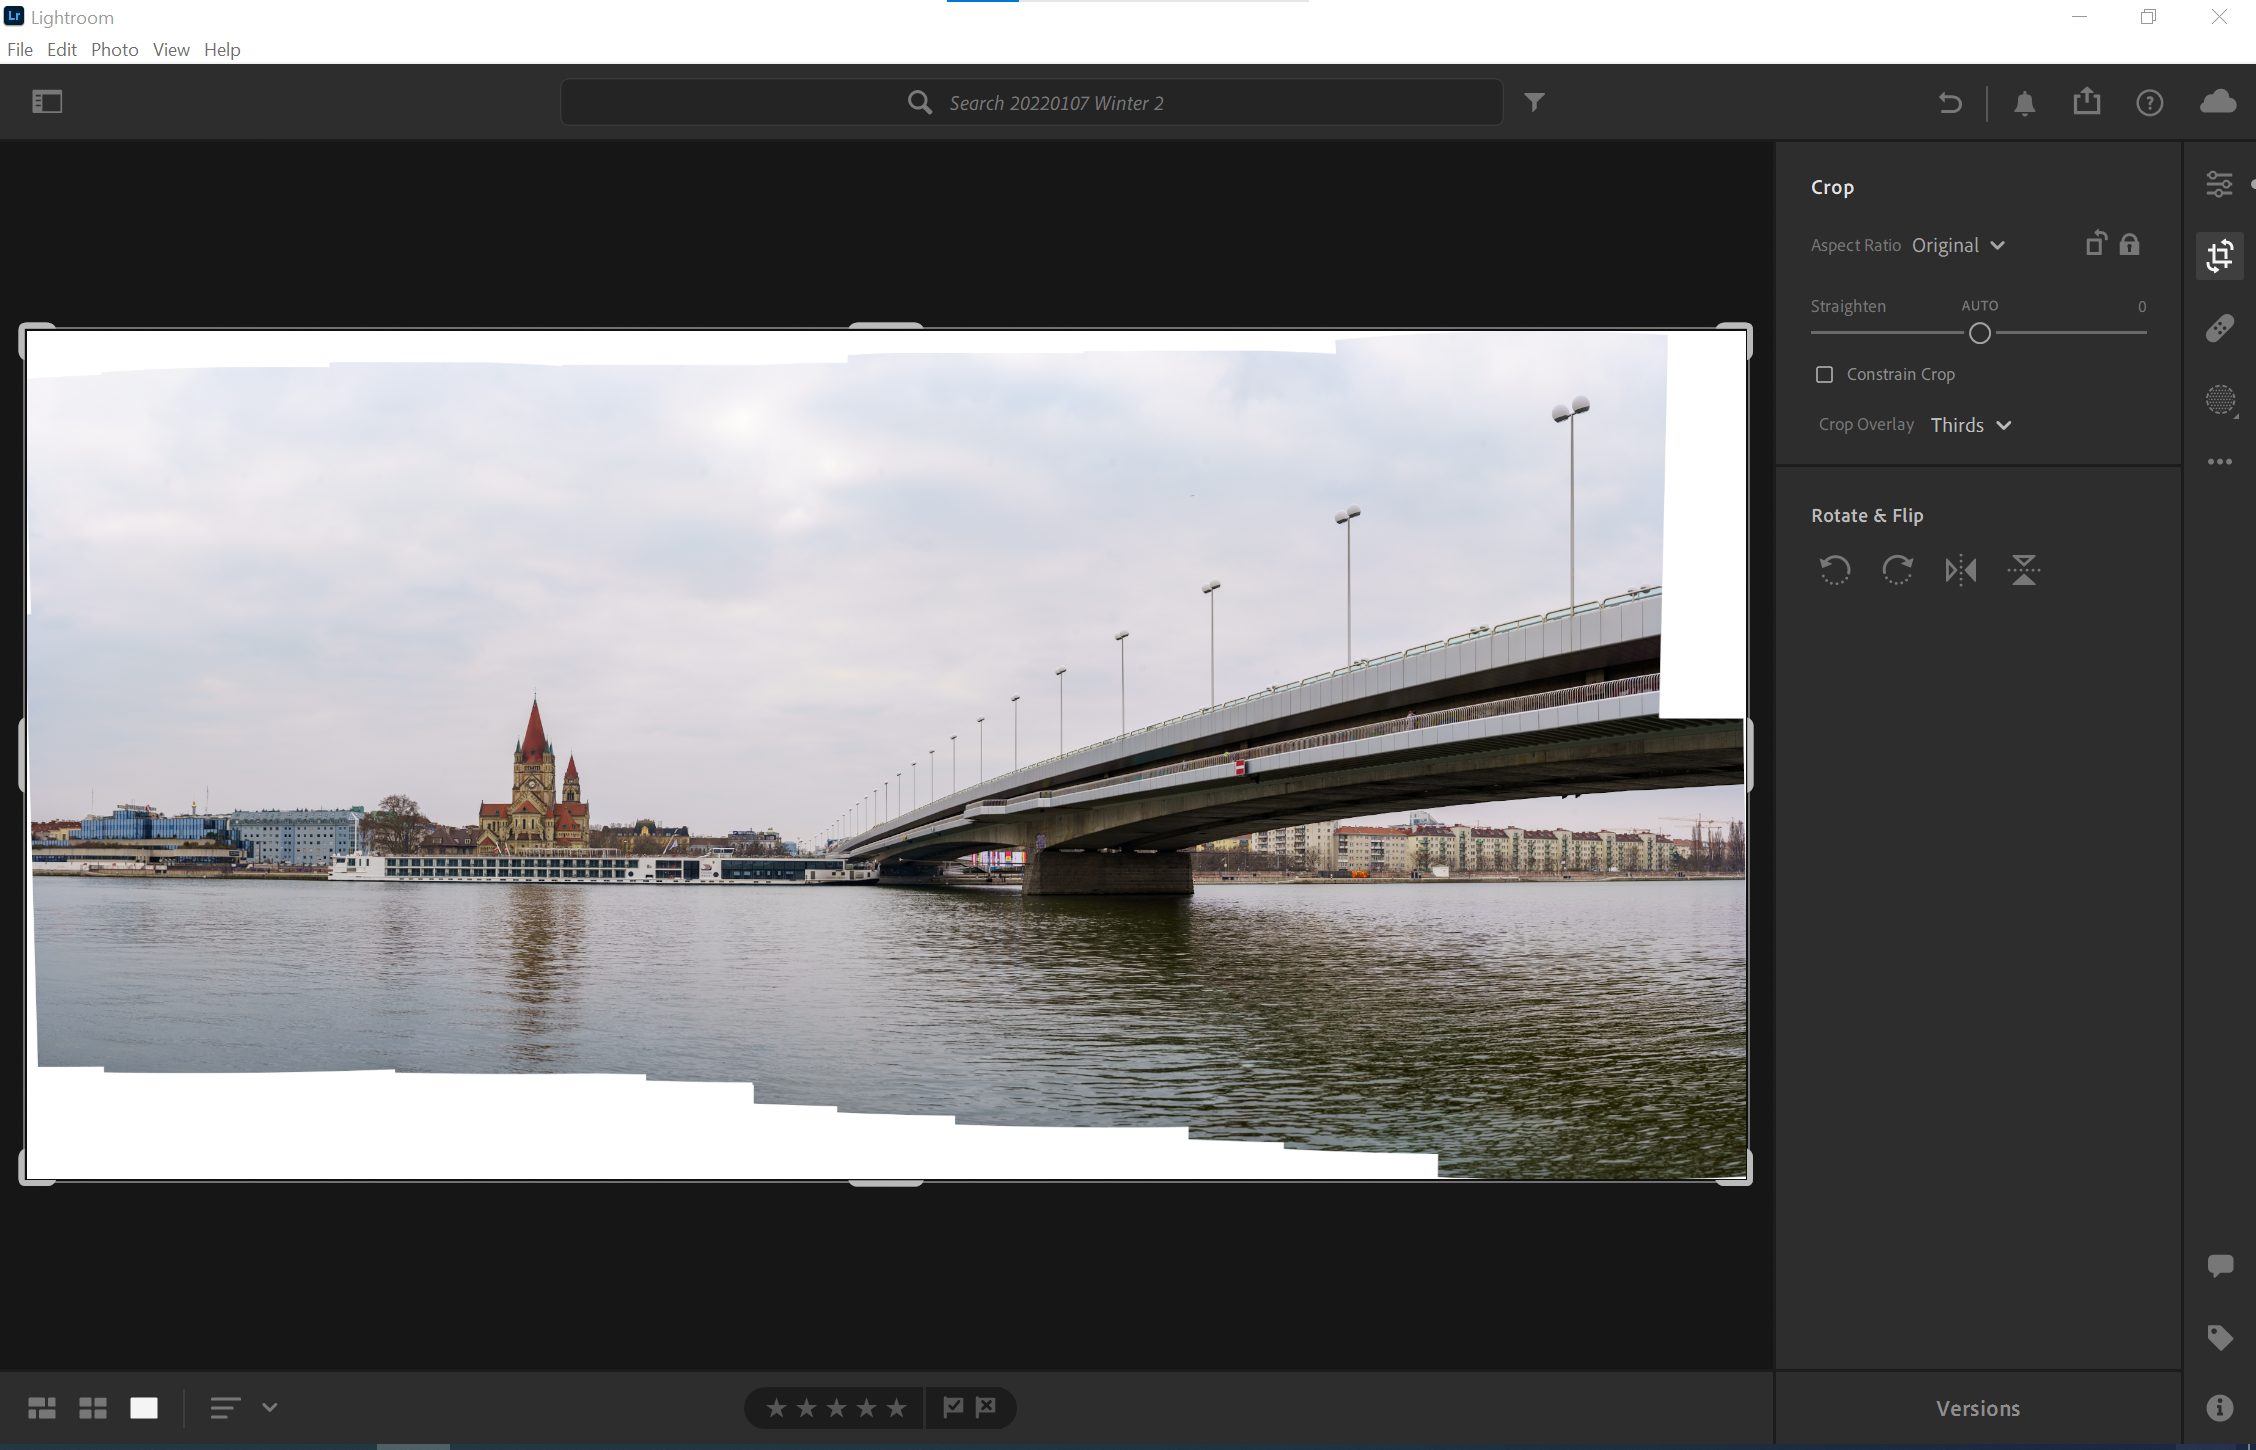 Lr Lightroom
File Edit Photo View Help
Search 20220107 Winter 2
Crop
Aspect Ratio Original
Straighten AUTO 0
Constrain Crop
Crop Overlay Thirds
Rotate & Flip
Versions